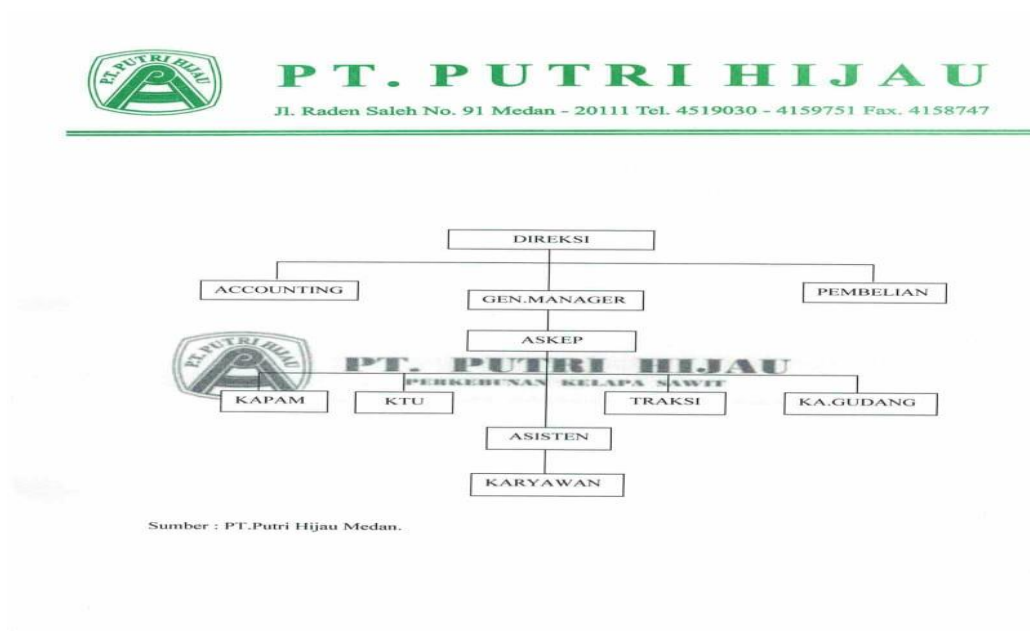 P.T. PUTRI HIJAU
PT. PUTRI HIJAU
Jl. Raden Saleh No. 91 Medan - 20111 Tel. 4519030 - 4159751 Fax. 4158747
DIREKSI
ACCOUNTING
GEN.MANAGER
PEMBELIAN
ASKEP
P.T. PUTRI HIJAU
PT. PUTRI HIJAU
PERKEBUNAN KELAPA SAWIT
KAPAM
KTU
TRAKSI
KA.GUDANG
ASISTEN
KARYAWAN
Sumber : PT.Putri Hijau Medan.